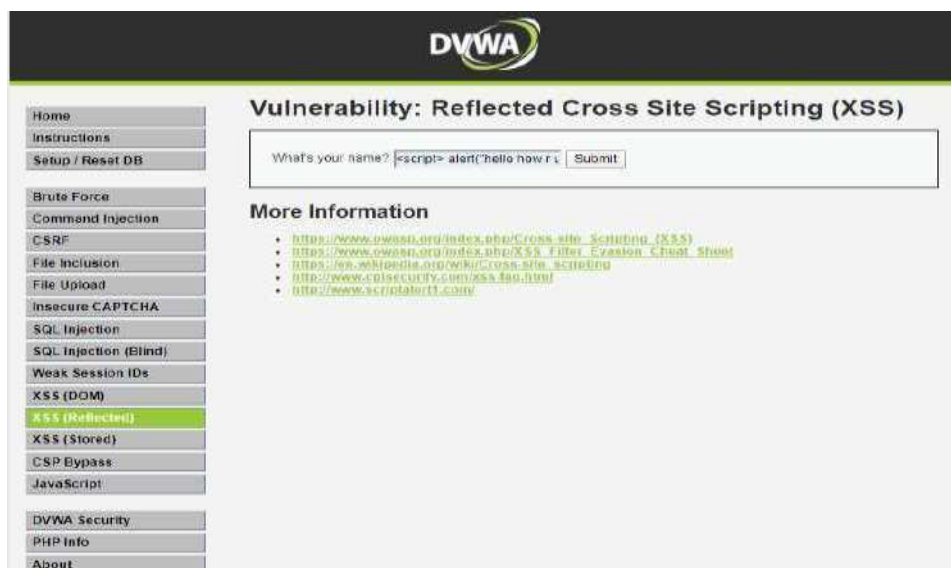 DVWA
Home
Instructions
Setup / Reset DB
Brute Force
Command Injection
CSRF
File Inclusion
File Upload
Insecure CAPTCHA
SQL Injection
SQL Injection (Blind)
Weak Session IDs
XSS (DOM)
XSS (Reflected)
XSS (Stored)
CSP Bypass
JavaScript
DVWA Security
PHP Info
About
Vulnerability: Reflected Cross Site Scripting (XSS)
What's your name? <script> alert("hello how r u Submit
More Information
https://www.owasp.org/index.php/Cross-site_Scripting_(XSS)
https://www.owasp.org/index.php/XSS_Filter_Evasion_Cheat_Sheet
https://en.wikipedia.org/wiki/Cross-site_scripting
http://www.cgisecurity.com/xss-faq.html
http://www.scriptalert1.com/